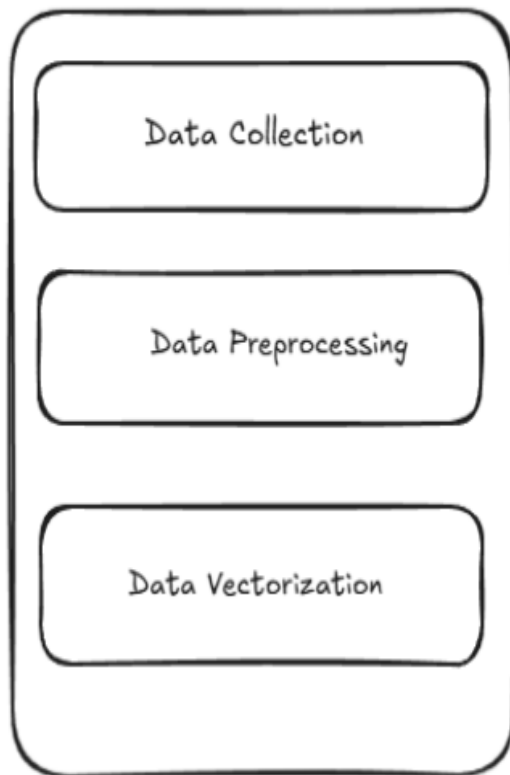 Data Collection
Data Preprocessing
Data Vectorization